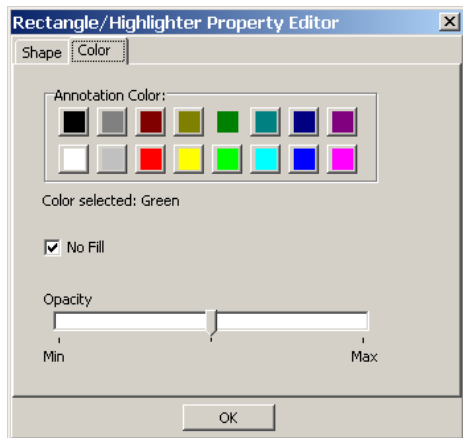 Rectangle/Highlighter Property Editor
Shape Color
Annotation Color:
Color selected: Green
No Fill
Opacity
Min Max
OK